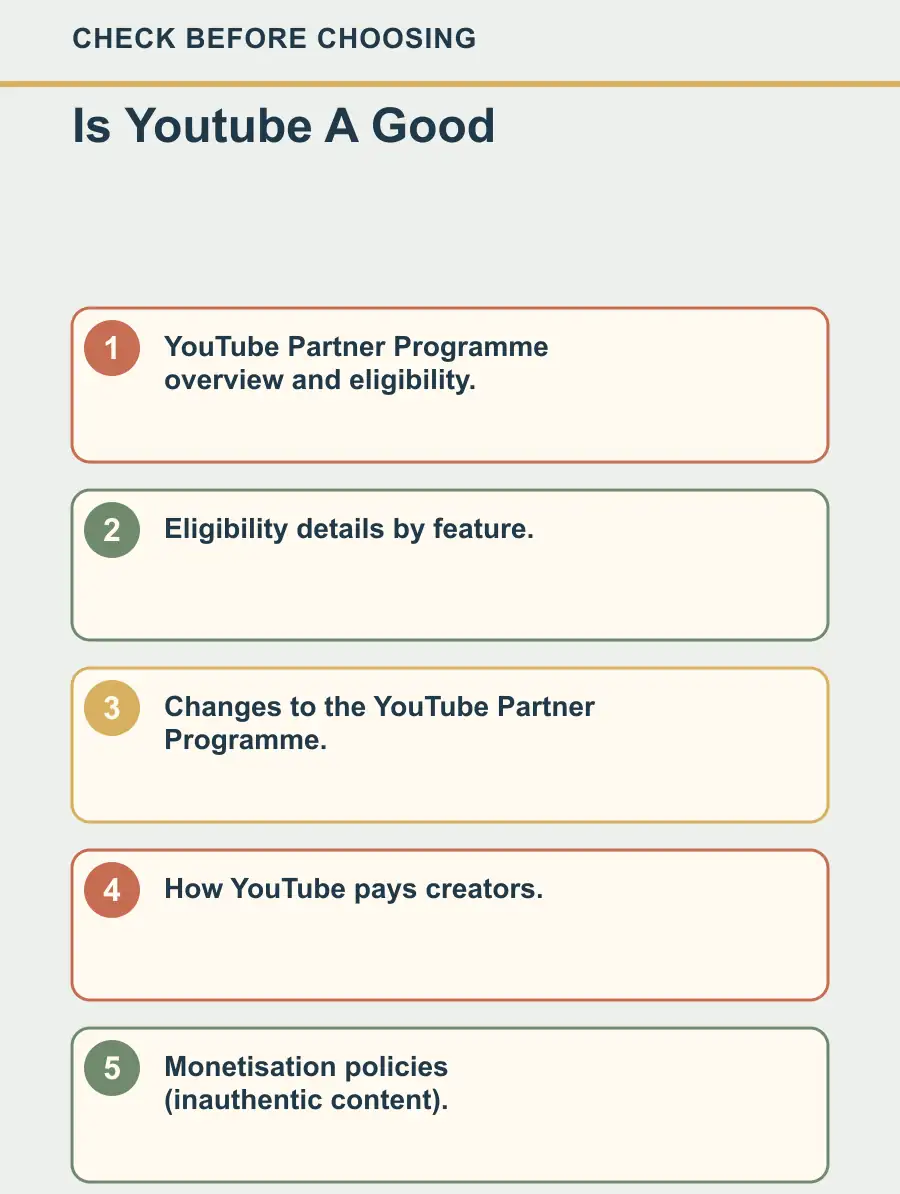 CHECK BEFORE CHOOSING
Is Youtube A Good
1
YouTube Partner Programme
overview and eligibility.
2
Eligibility details by feature.
3
Changes to the YouTube Partner
Programme.
4
How YouTube pays creators.
5
Monetisation policies
(inauthentic content).